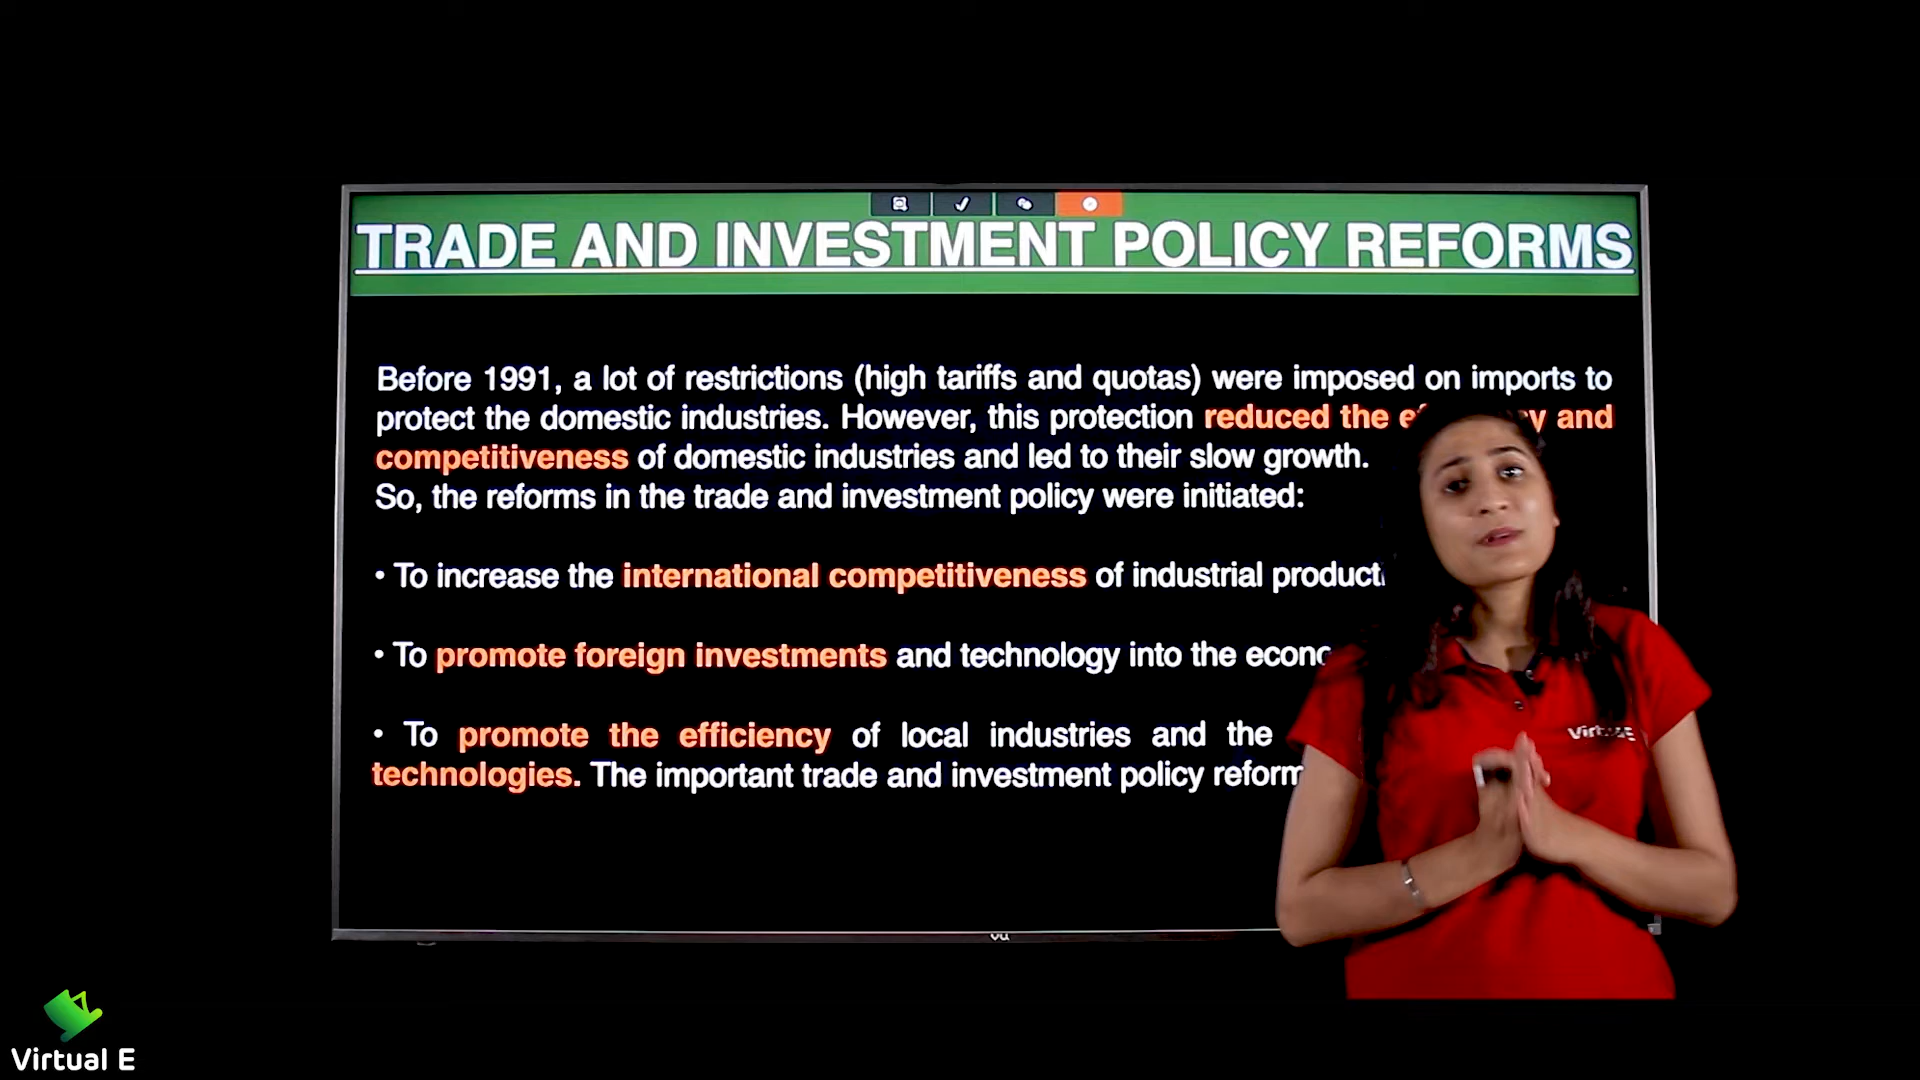 TRADE AND INVESTMENT POLICY REFORMS
Before 1991, a lot of restrictions (high tariffs and quotas) were imposed on imports to
protect the domestic industries. However, this protection reduced the and
competitiveness of domestic industries and led to their slow growth.
So, the reforms in the trade and investment policy were initiated:
• To increase the international competitiveness of industrial
• To promote foreign investments and technology into the
• To promote the efficiency of local industries and the
technologies. The important trade and investment policy
Virtual E